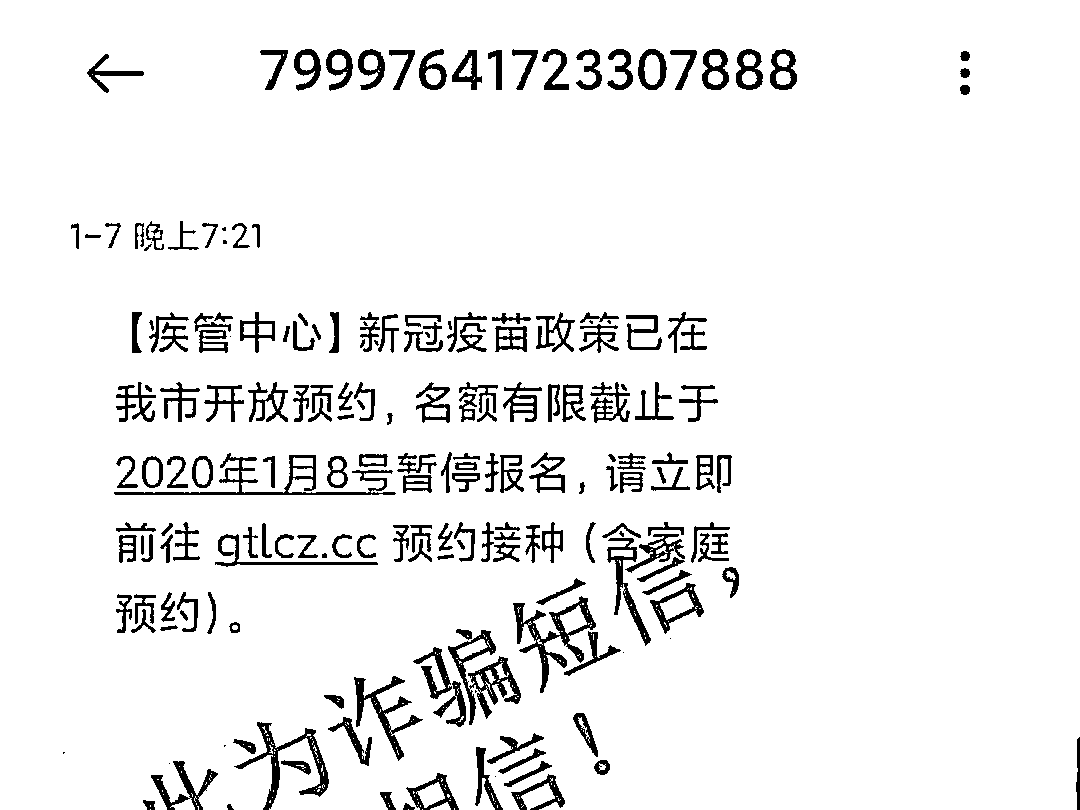 79997641723307888
1-7 晚上7:21
【疾管中心】新冠疫苗政策已在
我市开放预约, 名额有限截止于
2020年1月8号暂停报名, 请立即
前往 gtlcz.cc 预约接种 (含家庭
预约)。
此为诈骗短信,
相信!